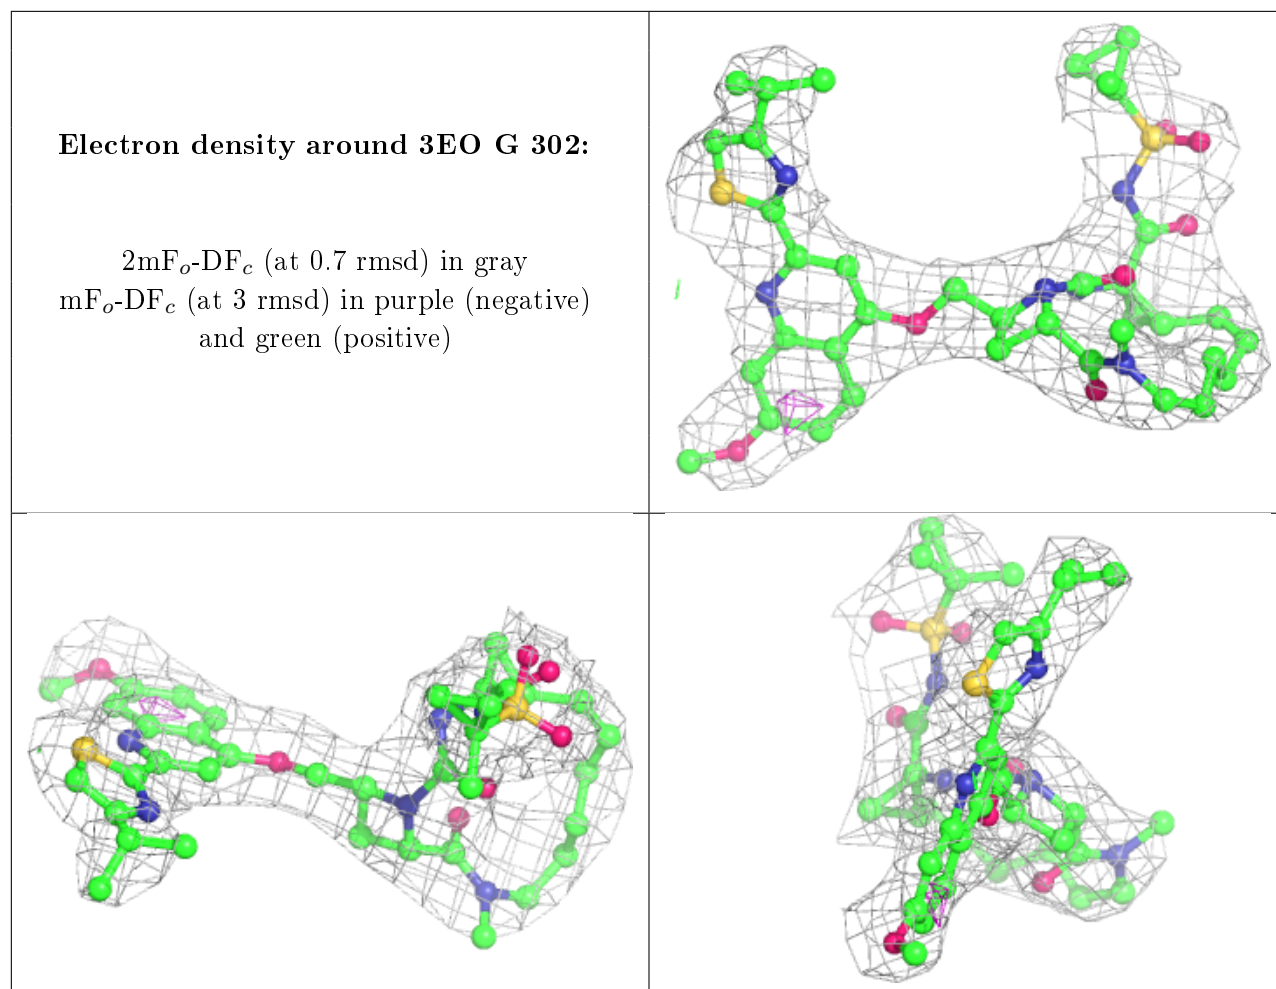 Electron density around 3EO G 302:
2mFo-DFc (at 0.7 rmsd) in gray
mFo-DFc (at 3 rmsd) in purple (negative)
and green (positive)